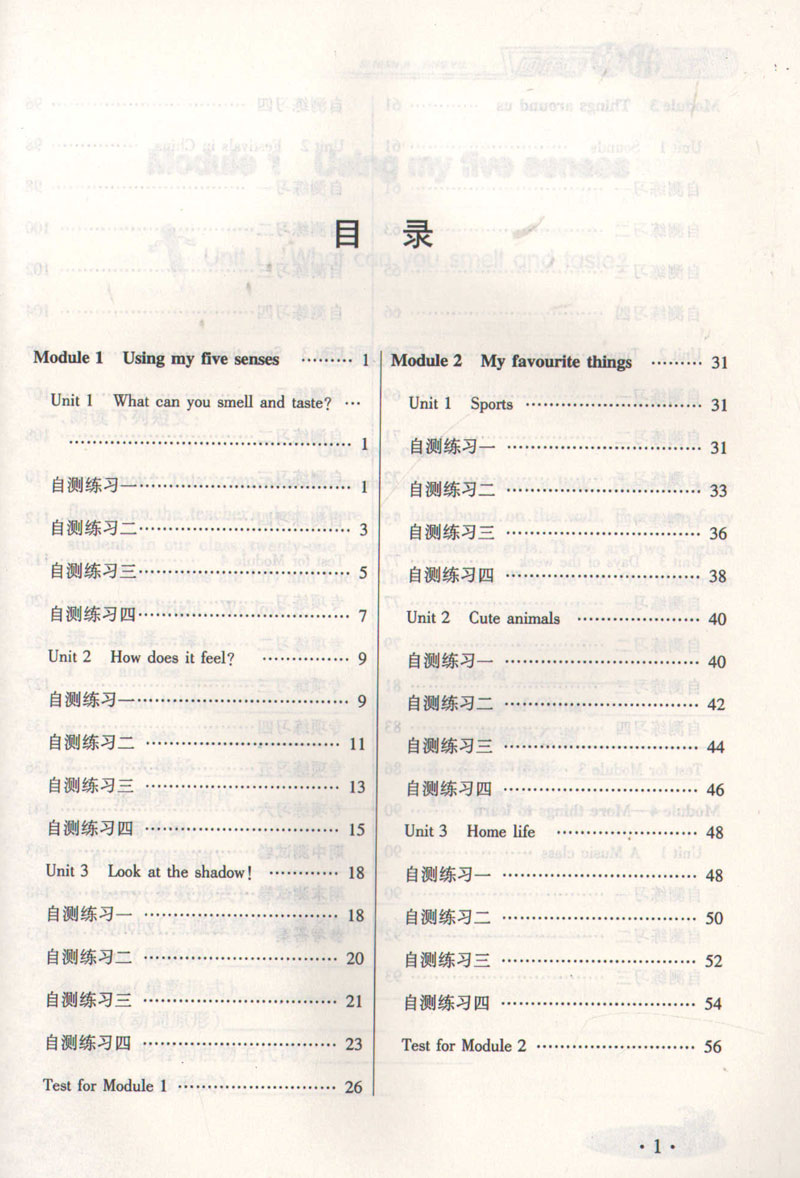 目 录
Module 1 Using my five senses ……… 1
Unit 1 What can you smell and taste? …
………………………………………… 1
自测练习一………………………………… 1
自测练习二………………………………… 3
自测练习三………………………………… 5
自测练习四………………………………… 7
Unit 2 How does it feel? …………… 9
自测练习一………………………………… 9
自测练习二 ……………………………… 11
自测练习三 ……………………………… 13
自测练习四 ……………………………… 15
Unit 3 Look at the shadow! ………… 18
自测练习一 ……………………………… 18
自测练习二 ……………………………… 20
自测练习三 ……………………………… 21
自测练习四 ……………………………… 23
Test for Module 1 ………………………… 26
Module 2 My favourite things ……… 31
Unit 1 Sports ………………………… 31
自测练习一 ……………………………… 31
自测练习二 ……………………………… 33
自测练习三 ……………………………… 36
自测练习四 ……………………………… 38
Unit 2 Cute animals ………………… 40
自测练习一 ……………………………… 40
自测练习二 ……………………………… 42
自测练习三 ……………………………… 44
自测练习四 ……………………………… 46
Unit 3 Home life …………………… 48
自测练习一 ……………………………… 48
自测练习二 ……………………………… 50
自测练习三 ……………………………… 52
自测练习四 ……………………………… 54
Test for Module 2 ………………………… 56
· 1 ·